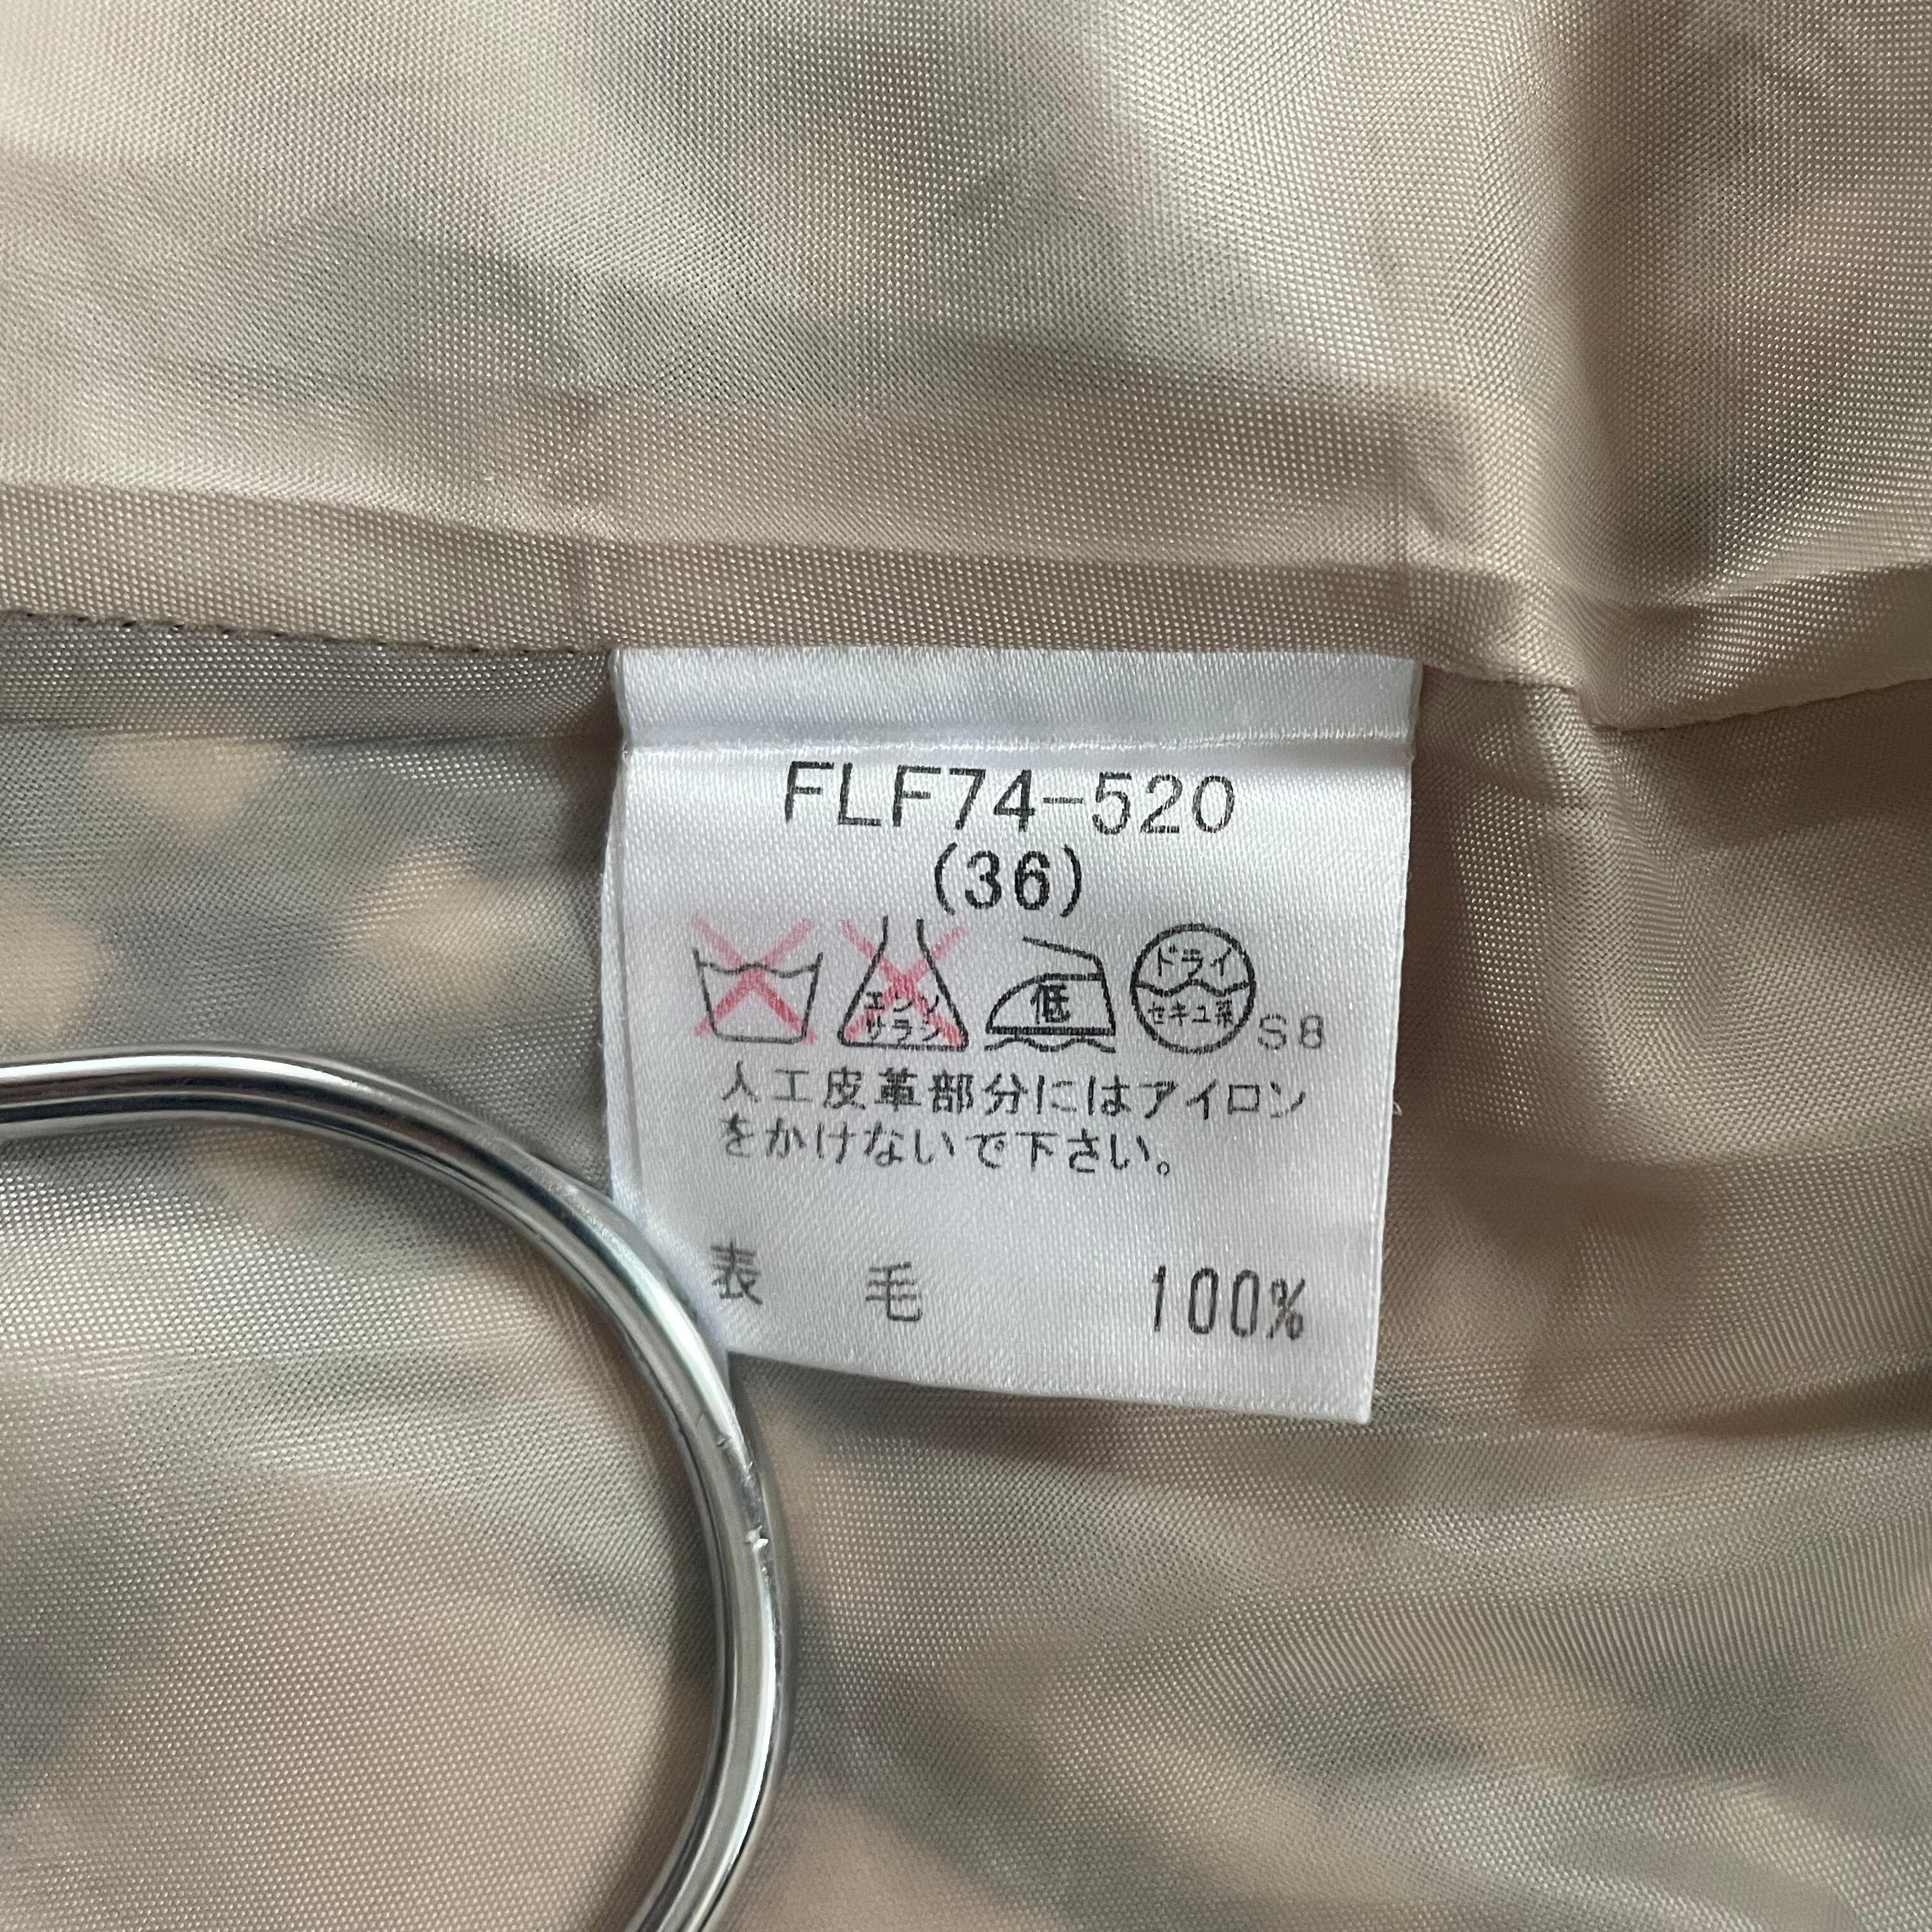 FLF74-520
(36)
エンソ
サラシ
低
ドライ
セキユ系
S8
人工皮革部分にはアイロン
をかけないで下さい。
表 毛 100%